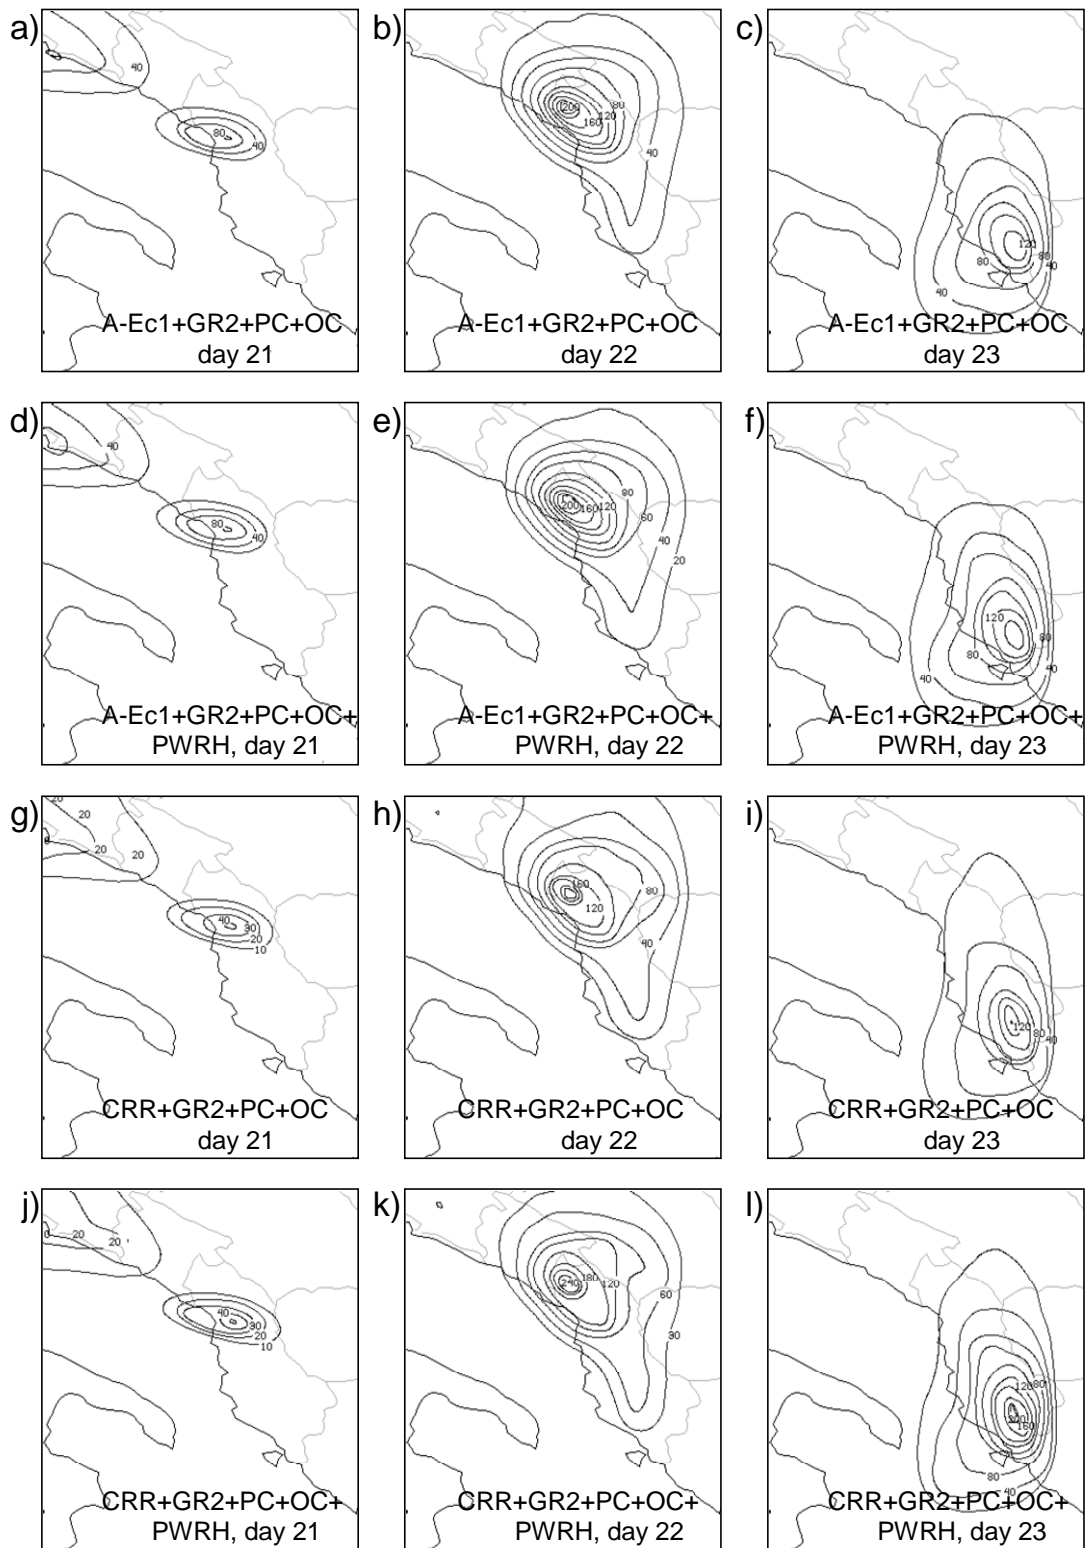 a)
40
80
40
A-Ec1+GR2+PC+OC
day 21
b)
200
80
120
160
40
A-Ec1+GR2+PC+OC
day 22
c)
120
80
80
40
40
A-Ec1+GR2+PC+OC
day 23
d)
40
80
40
A-Ec1+GR2+PC+OC+
PWRH, day 21
e)
80
200
160
120
60
40
20
A-Ec1+GR2+PC+OC+
PWRH, day 22
f)
120
80
80
40
40
A-Ec1+GR2+PC+OC+
PWRH, day 23
g)
20
20
20
20
40
30
20
10
CRR+GR2+PC+OC
day 21
h)
160
80
120
40
CRR+GR2+PC+OC
day 22
i)
120
80
40
CRR+GR2+PC+OC
day 23
j)
0
20
20
40
30
20
10
CRR+GR2+PC+OC+
PWRH, day 21
k)
240
180
120
60
30
CRR+GR2+PC+OC+
PWRH, day 22
l)
120
80
200
160
80
40
CRR+GR2+PC+OC+
PWRH, day 23